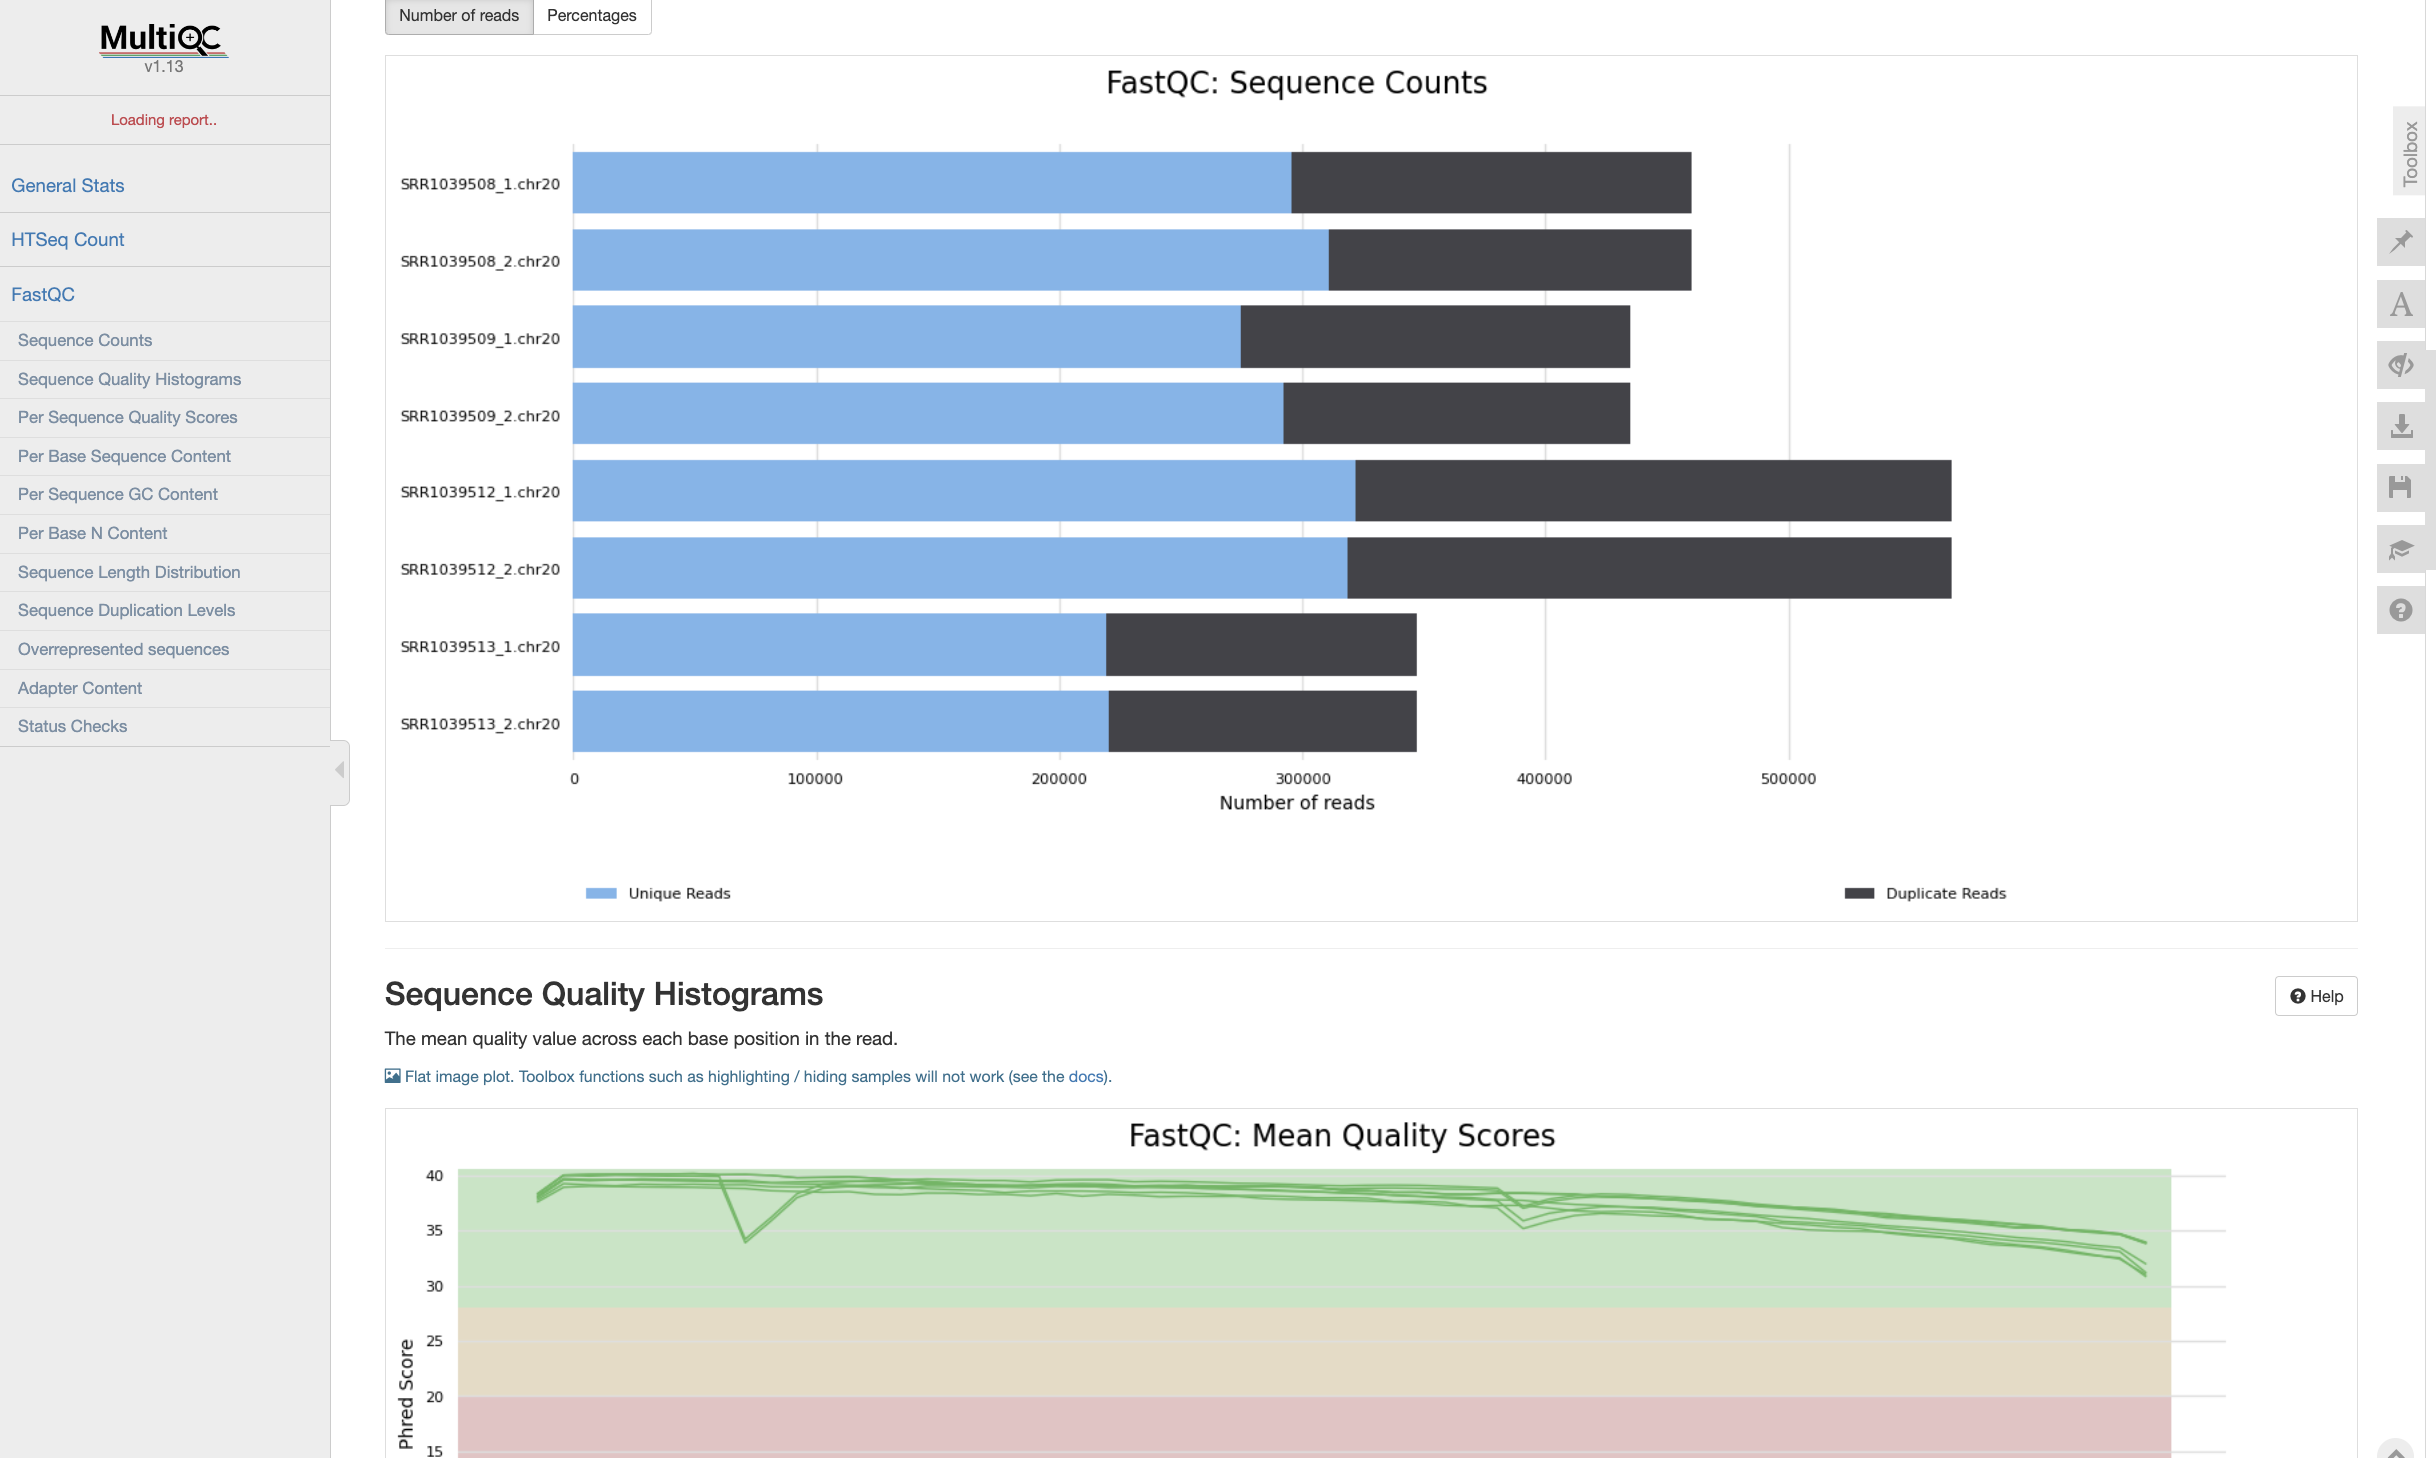 MultiQC
v1.13
Loading report..
General Stats
HTSeq Count
FastQC
Sequence Counts
Sequence Quality Histograms
Per Sequence Quality Scores
Per Base Sequence Content
Per Sequence GC Content
Per Base N Content
Sequence Length Distribution
Sequence Duplication Levels
Overrepresented sequences
Adapter Content
Status Checks
Number of reads Percentages
FastQC: Sequence Counts
SRR1039508_1.chr20
SRR1039508_2.chr20
SRR1039509_1.chr20
SRR1039509_2.chr20
SRR1039512_1.chr20
SRR1039512_2.chr20
SRR1039513_1.chr20
SRR1039513_2.chr20
0 100000 200000 300000 400000 500000
Number of reads
Unique Reads Duplicate Reads
Sequence Quality Histograms
Help
The mean quality value across each base position in the read.
Flat image plot. Toolbox functions such as highlighting / hiding samples will not work (see the docs).
FastQC: Mean Quality Scores
40
35
30
25
20
15
Phred Score
Toolbox
A